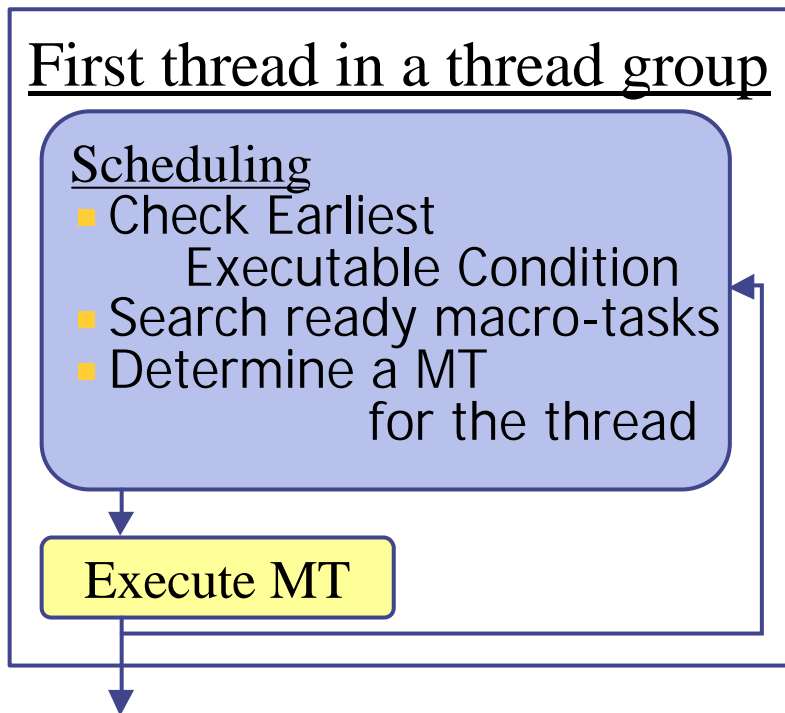 First thread in a thread group
Scheduling
Check Earliest
Executable Condition
Search ready macro-tasks
Determine a MT
for the thread
Execute MT